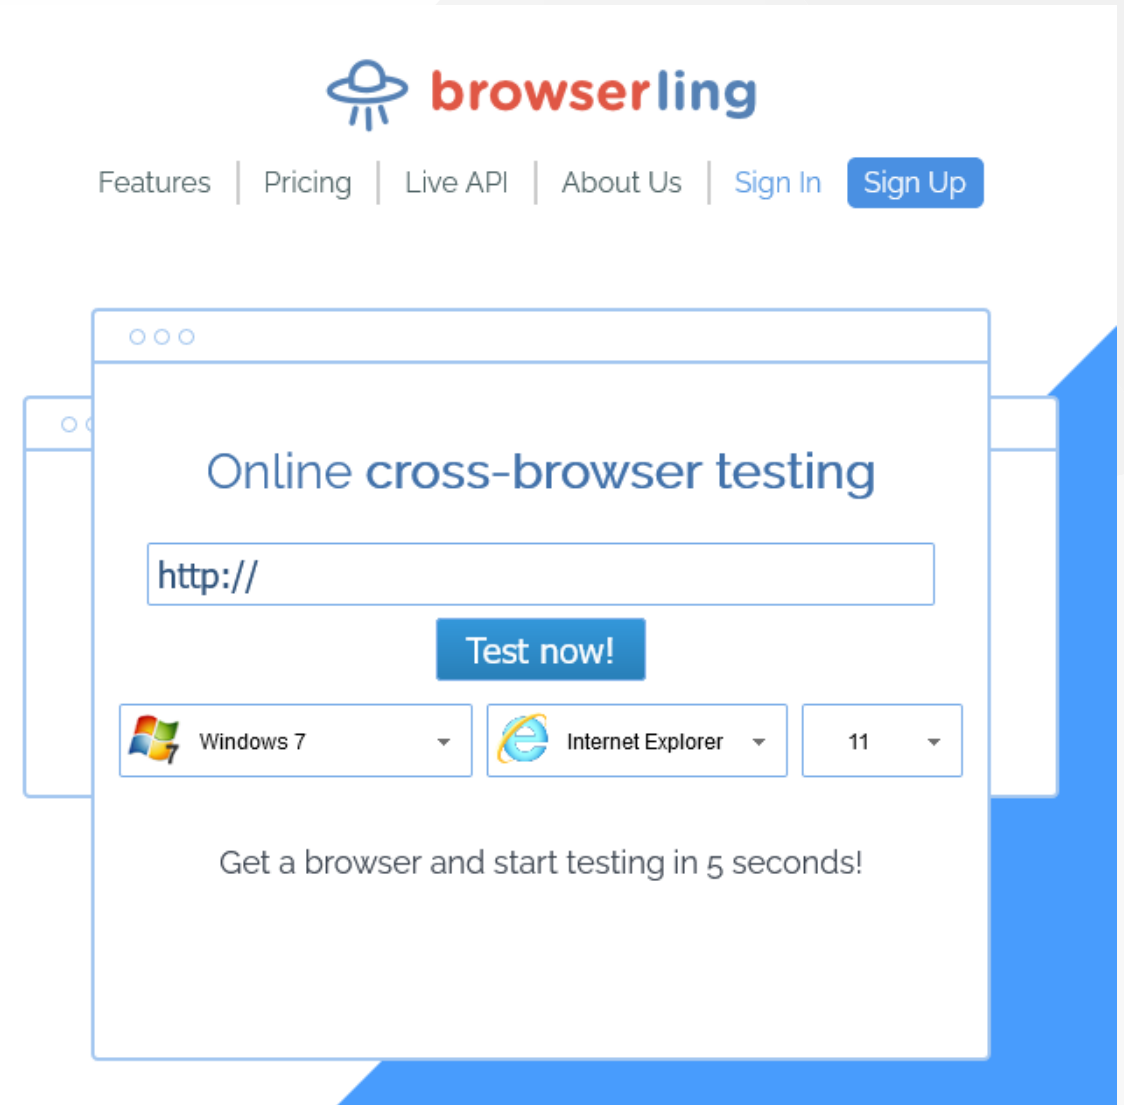 browserling
Features Pricing Live API About Us Sign In Sign Up
Online cross-browser testing
http://
Test now!
7 Windows 7 Internet Explorer 11
Get a browser and start testing in 5 seconds!